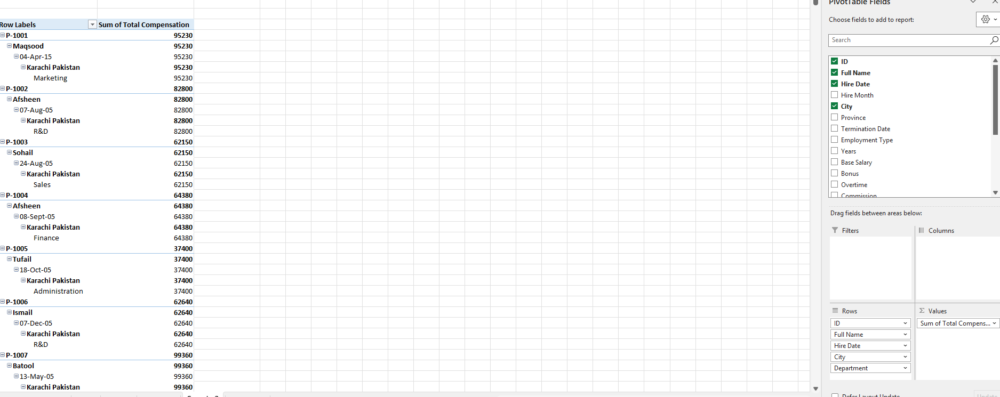 Row Labels Sum of Total Compensation
P-1001 95230
Maqsood 95230
04-Apr-15 95230
Karachi Pakistan 95230
Marketing 95230
P-1002 82800
Afsheen 82800
07-Aug-05 82800
Karachi Pakistan 82800
R&D 82800
P-1003 62150
Sohail 62150
24-Aug-05 62150
Karachi Pakistan 62150
Sales 62150
P-1004 64380
Afsheen 64380
08-Sept-05 64380
Karachi Pakistan 64380
Finance 64380
P-1005 37400
Tufail 37400
18-Oct-05 37400
Karachi Pakistan 37400
Administration 37400
P-1006 62640
Ismail 62640
07-Dec-05 62640
Karachi Pakistan 62640
R&D 62640
P-1007 99360
Batool 99360
13-May-05 99360
Karachi Pakistan 99360
PivotTable Fields
Choose fields to add to report:
Search
ID
Full Name
Hire Date
Hire Month
City
Province
Termination Date
Employment Type
Years
Base Salary
Bonus
Overtime
Commission
Drag fields between areas below:
Filters
Columns
Rows
ID
Full Name
Hire Date
City
Department
Values
Sum of Total Compens...
Defer Layout Update
Update